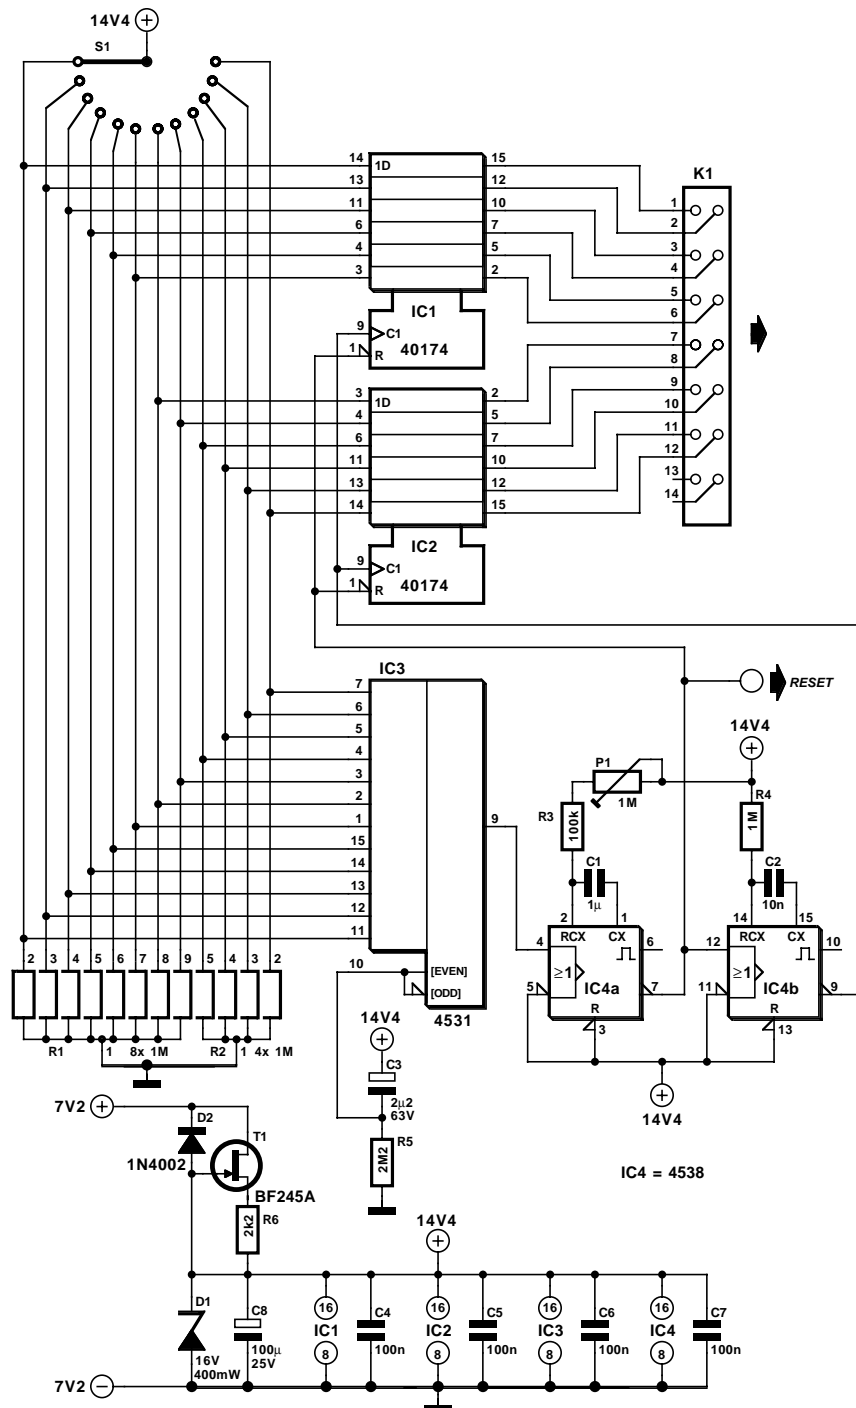 14V4
S1
14 1D 15
13 12
11 10
6 7
4 5
3 2
IC1
9 C1
1 R
40174
K1
1
2
3
4
5
6
7
8
9
10
11
12
13
14
3 1D 2
4 5
6 7
11 10
13 12
14 15
IC2
9 C1
1 R
40174
RESET
IC3
7
6
5
4
3
2
1
15
14
13
12
11
10
9
[EVEN]
[ODD]
4531
14V4
P1
1M
R3
100k
R4
1M
C1
1µ
C2
10n
2 1
RCX CX
4 6
≥1
IC4a
5 7
R
3
14 15
RCX CX
12 10
≥1
IC4b
11 9
R
13
14V4
2 3 4 5 6 7 8 9 5 4 3 2
R1 1 8x 1M R2 1 4x 1M
14V4
C3
2µ2
63V
R5
2M2
IC4 = 4538
7V2
D2
1N4002
T1
BF245A
R6
2k2
14V4
D1
16V
400mW
C8
100µ
25V
16
IC1
8
C4
100n
16
IC2
8
C5
100n
16
IC3
8
C6
100n
16
IC4
8
C7
100n
7V2